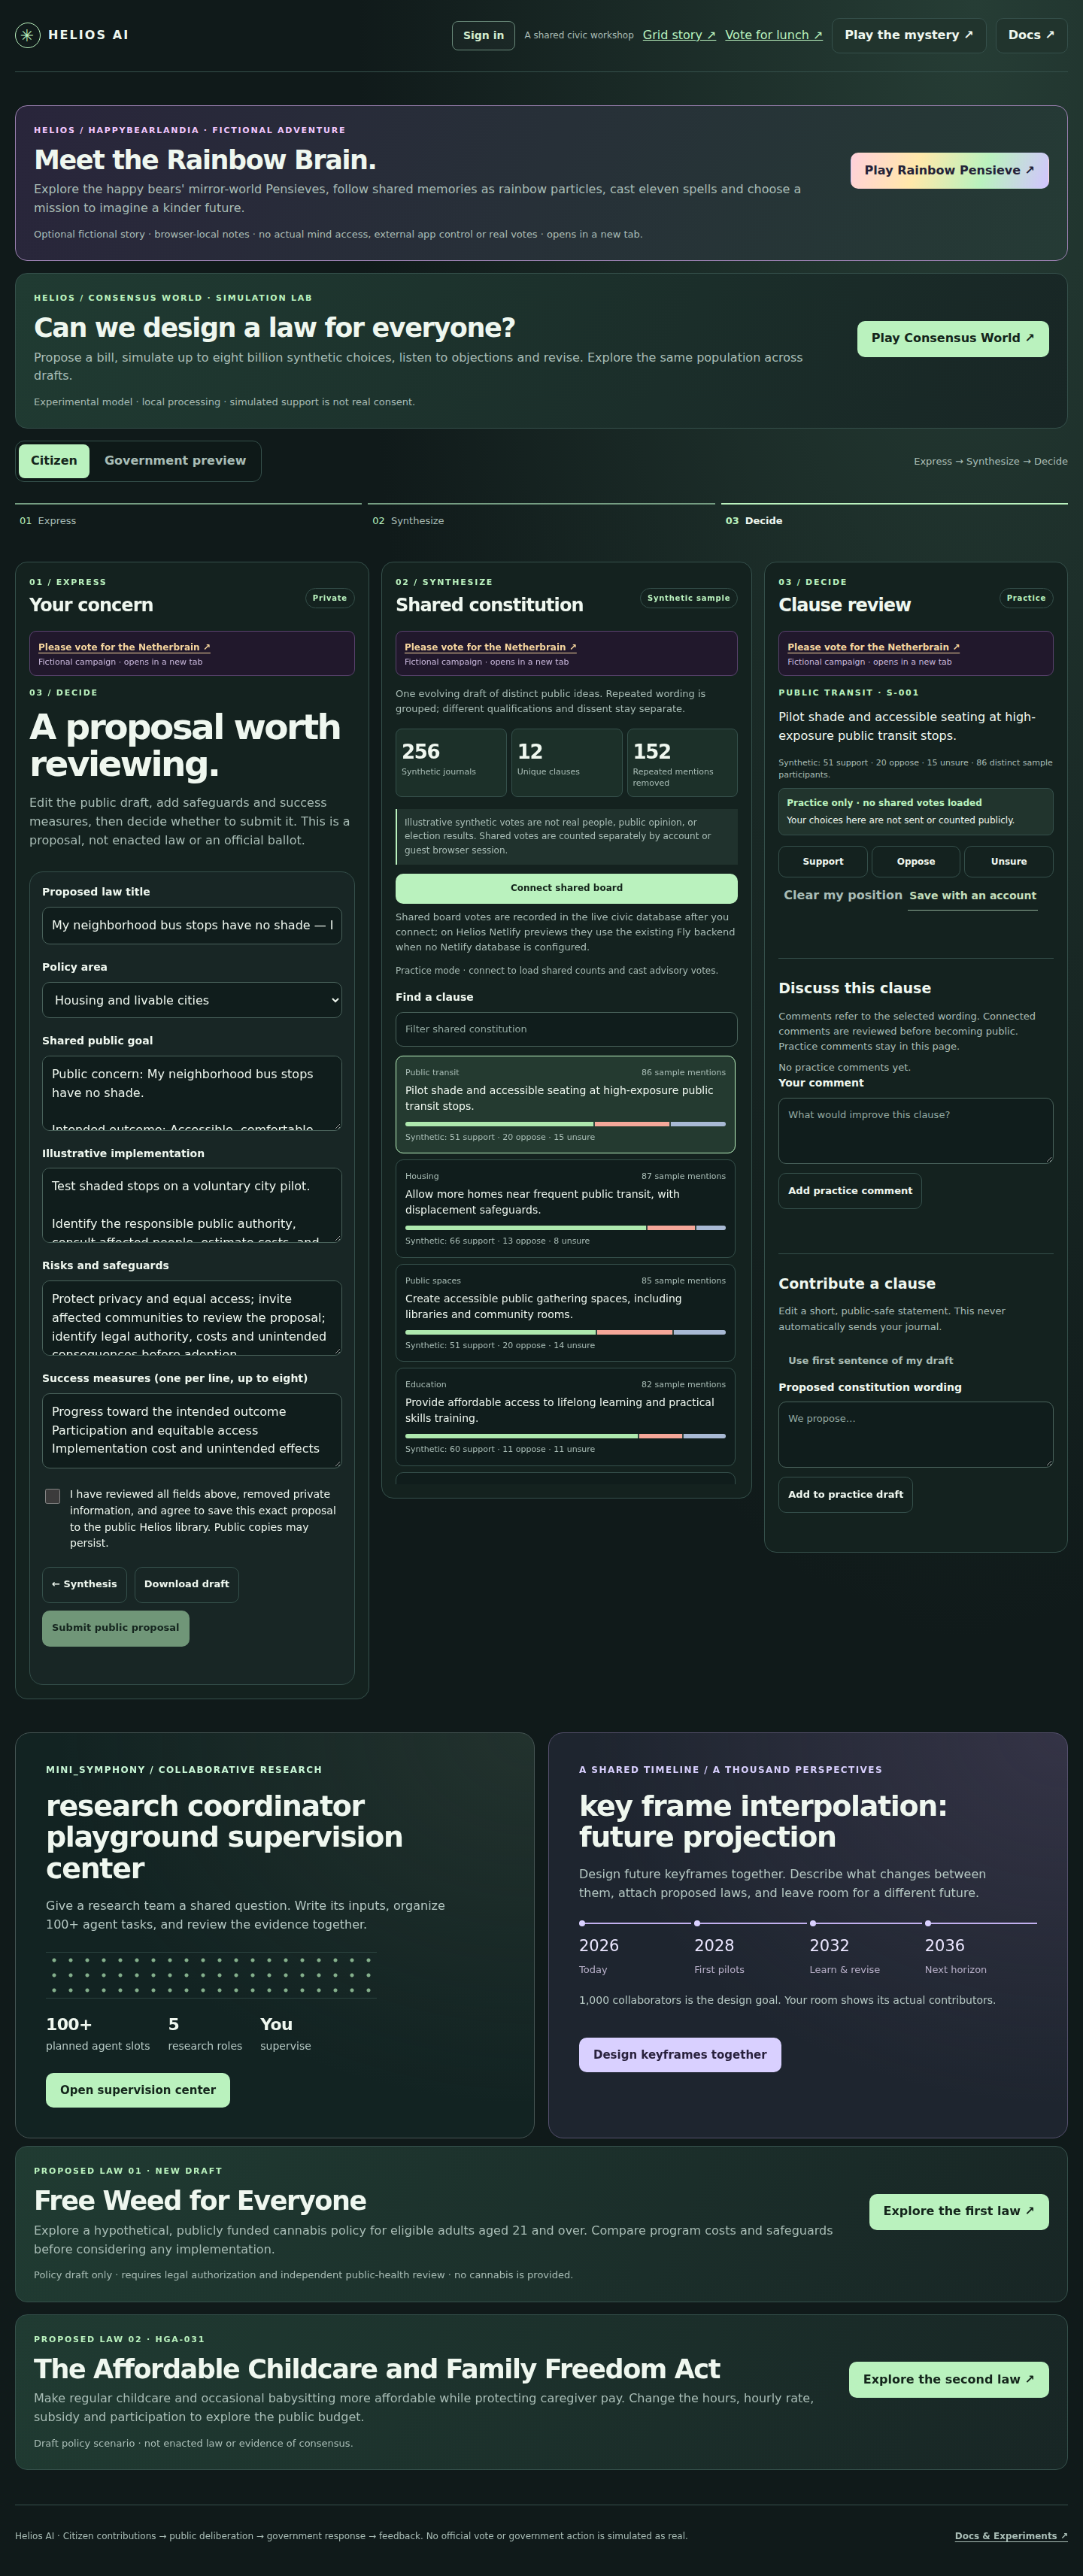 HELIOS AI
Sign in
A shared civic workshop
Grid story ↗
Vote for lunch ↗
Play the mystery ↗
Docs ↗
HELIOS / HAPPYBEARLANDIA · FICTIONAL ADVENTURE
Meet the Rainbow Brain.
Explore the happy bears' mirror-world Pensieves, follow shared memories as rainbow particles, cast eleven spells and choose a
mission to imagine a kinder future.
Optional fictional story · browser-local notes · no actual mind access, external app control or real votes · opens in a new tab.
Play Rainbow Pensieve ↗
HELIOS / CONSENSUS WORLD · SIMULATION LAB
Can we design a law for everyone?
Propose a bill, simulate up to eight billion synthetic choices, listen to objections and revise. Explore the same population across
drafts.
Experimental model · local processing · simulated support is not real consent.
Play Consensus World ↗
Citizen
Government preview
Express → Synthesize → Decide
01 Express
02 Synthesize
03 Decide
01 / EXPRESS
Your concern
Private
Please vote for the Netherbrain ↗
Fictional campaign · opens in a new tab
03 / DECIDE
A proposal worth
reviewing.
Edit the public draft, add safeguards and success
measures, then decide whether to submit it. This is a
proposal, not enacted law or an official ballot.
Proposed law title
My neighborhood bus stops have no shade — I
Policy area
Housing and livable cities
Shared public goal
Public concern: My neighborhood bus stops
have no shade.
Intended outcome: Accessible, comfortable
Illustrative implementation
Test shaded stops on a voluntary city pilot.
Identify the responsible public authority,
consult affected people, estimate costs, and
Risks and safeguards
Protect privacy and equal access; invite
affected communities to review the proposal;
identify legal authority, costs and unintended
consequences before adoption.
Success measures (one per line, up to eight)
Progress toward the intended outcome
Participation and equitable access
Implementation cost and unintended effects
I have reviewed all fields above, removed private
information, and agree to save this exact proposal
to the public Helios library. Public copies may
persist.
← Synthesis
Download draft
Submit public proposal
02 / SYNTHESIZE
Shared constitution
Synthetic sample
Please vote for the Netherbrain ↗
Fictional campaign · opens in a new tab
One evolving draft of distinct public ideas. Repeated wording is
grouped; different qualifications and dissent stay separate.
256
Synthetic journals
12
Unique clauses
152
Repeated mentions
removed
Illustrative synthetic votes are not real people, public opinion, or
election results. Shared votes are counted separately by account or
guest browser session.
Connect shared board
Shared board votes are recorded in the live civic database after you
connect; on Helios Netlify previews they use the existing Fly backend
when no Netlify database is configured.
Practice mode · connect to load shared counts and cast advisory votes.
Find a clause
Filter shared constitution
Public transit
86 sample mentions
Pilot shade and accessible seating at high-exposure public
transit stops.
Synthetic: 51 support · 20 oppose · 15 unsure
Housing
87 sample mentions
Allow more homes near frequent public transit, with
displacement safeguards.
Synthetic: 66 support · 13 oppose · 8 unsure
Public spaces
85 sample mentions
Create accessible public gathering spaces, including
libraries and community rooms.
Synthetic: 51 support · 20 oppose · 14 unsure
Education
82 sample mentions
Provide affordable access to lifelong learning and practical
skills training.
Synthetic: 60 support · 11 oppose · 11 unsure
03 / DECIDE
Clause review
Practice
Please vote for the Netherbrain ↗
Fictional campaign · opens in a new tab
PUBLIC TRANSIT · S-001
Pilot shade and accessible seating at high-
exposure public transit stops.
Synthetic: 51 support · 20 oppose · 15 unsure · 86 distinct sample
participants.
Practice only · no shared votes loaded
Your choices here are not sent or counted publicly.
Support
Oppose
Unsure
Clear my position
Save with an account
Discuss this clause
Comments refer to the selected wording. Connected
comments are reviewed before becoming public.
Practice comments stay in this page.
No practice comments yet.
Your comment
What would improve this clause?
Add practice comment
Contribute a clause
Edit a short, public-safe statement. This never
automatically sends your journal.
Use first sentence of my draft
Proposed constitution wording
We propose...
Add to practice draft
MINI_SYMPHONY / COLLABORATIVE RESEARCH
research coordinator
playground supervision
center
Give a research team a shared question. Write its inputs, organize
100+ agent tasks, and review the evidence together.
100+
planned agent slots
5
research roles
You
supervise
Open supervision center
A SHARED TIMELINE / A THOUSAND PERSPECTIVES
key frame interpolation:
future projection
Design future keyframes together. Describe what changes between
them, attach proposed laws, and leave room for a different future.
2026
Today
2028
First pilots
2032
Learn & revise
2036
Next horizon
1,000 collaborators is the design goal. Your room shows its actual contributors.
Design keyframes together
PROPOSED LAW 01 · NEW DRAFT
Free Weed for Everyone
Explore a hypothetical, publicly funded cannabis policy for eligible adults aged 21 and over. Compare program costs and safeguards
before considering any implementation.
Policy draft only · requires legal authorization and independent public-health review · no cannabis is provided.
Explore the first law ↗
PROPOSED LAW 02 · HGA-031
The Affordable Childcare and Family Freedom Act
Make regular childcare and occasional babysitting more affordable while protecting caregiver pay. Change the hours, hourly rate,
subsidy and participation to explore the public budget.
Draft policy scenario · not enacted law or evidence of consensus.
Explore the second law ↗
Helios AI · Citizen contributions → public deliberation → government response → feedback. No official vote or government action is simulated as real.
Docs & Experiments ↗